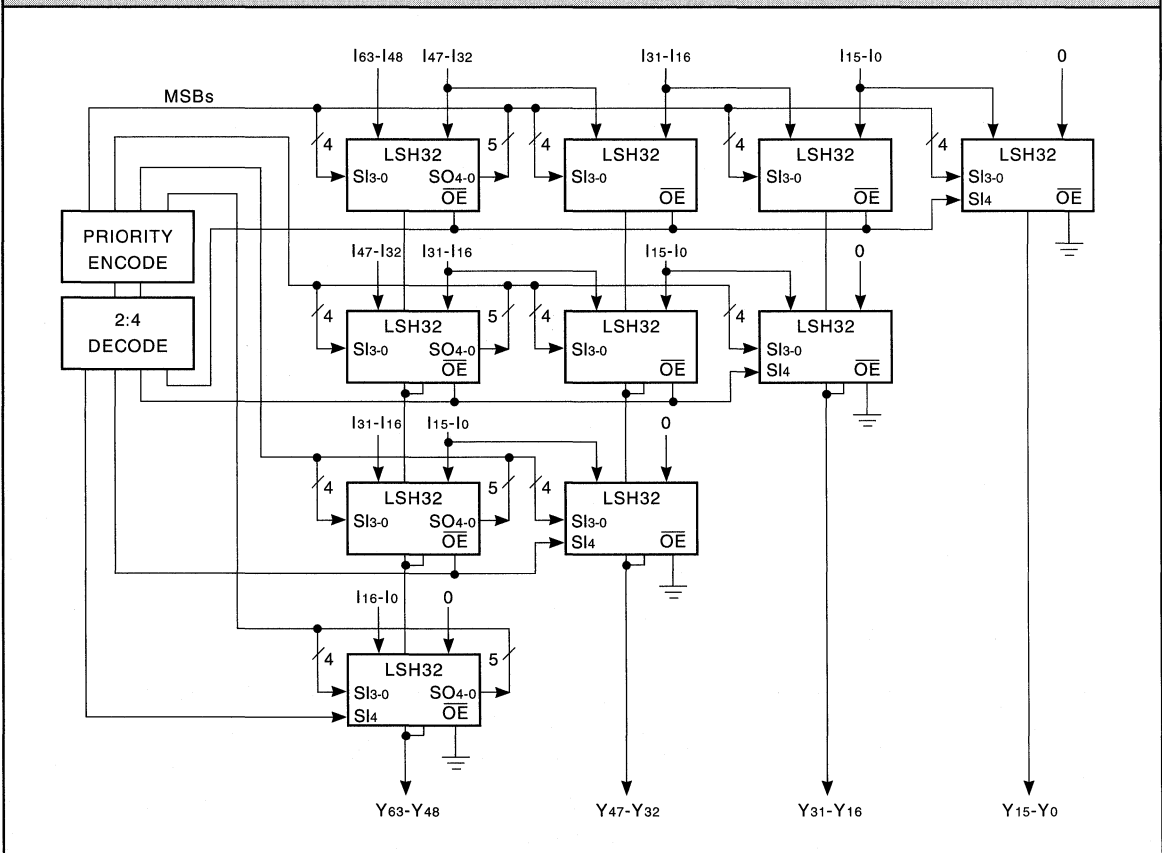 I63-I48 I47-I32 I31-I16 I15-I0 0
MSBs
4 5 4 4 4
LSH32 LSH32 LSH32 LSH32
SI3-0 SO4-0 SI3-0 SI3-0 SI3-0
OE OE OE SI4 OE
PRIORITY
ENCODE
I47-I32 I31-I16 I15-I0 0
2:4
DECODE
4 5 4 4
LSH32 LSH32 LSH32
SI3-0 SO4-0 SI3-0 SI3-0
OE OE SI4 OE
I31-I16 I15-I0 0
4 5 4
LSH32 LSH32
SI3-0 SO4-0 SI3-0
OE SI4 OE
I16-I0 0
4 5
LSH32
SI3-0 SO4-0
SI4 OE
Y63-Y48 Y47-Y32 Y31-Y16 Y15-Y0